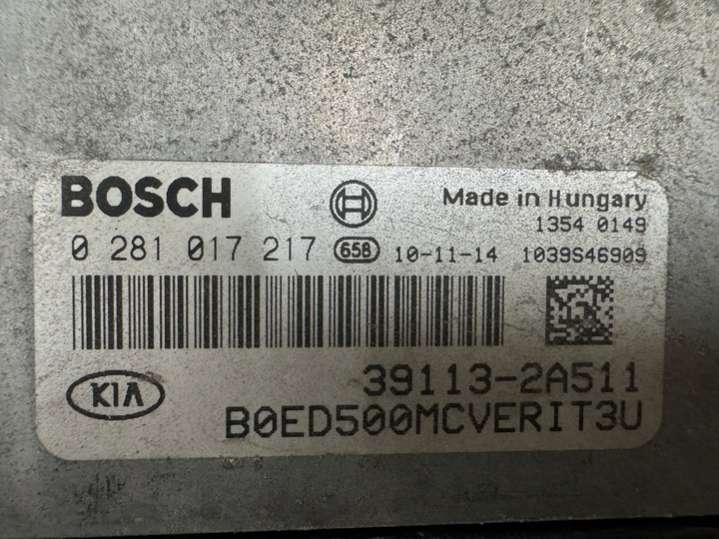 BOSCH
Made in Hungary
1354 0149
0 281 017 217 658 10-11-14 1039S46909
39113-2A511
KIA
B0ED500MCVERIT3U